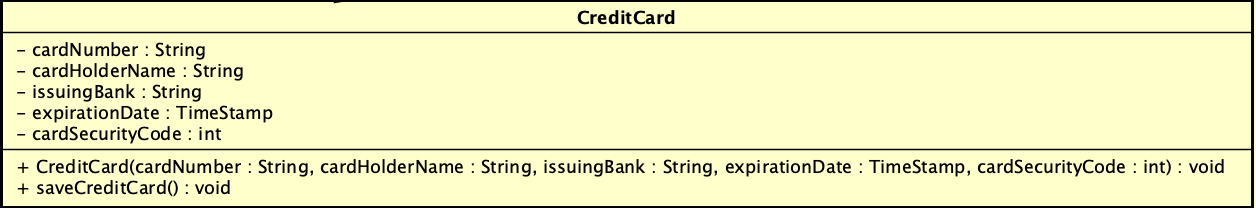 CreditCard
- cardNumber : String
- cardHolderName : String
- issuingBank : String
- expirationDate : TimeStamp
- cardSecurityCode : int
+ CreditCard(cardNumber : String, cardHolderName : String, issuingBank : String, expirationDate : TimeStamp, cardSecurityCode : int) : void
+ saveCreditCard() : void